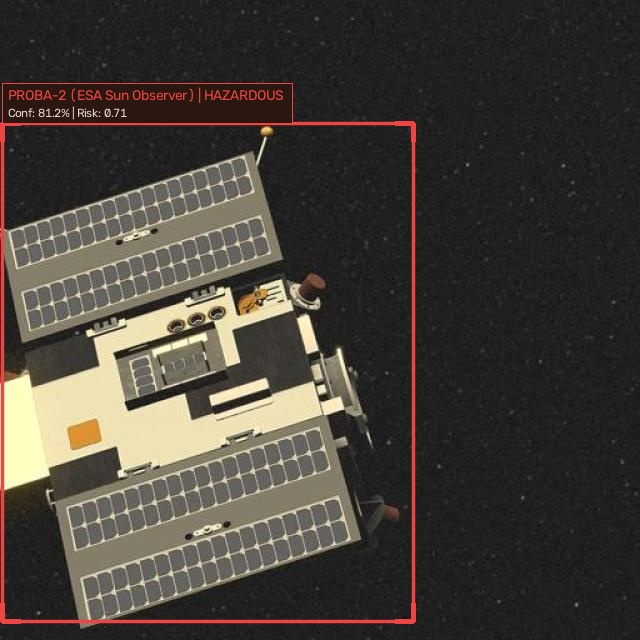 PROBA-2 (ESA Sun Observer) | HAZARDOUS
Conf: 81.2% | Risk: 0.71